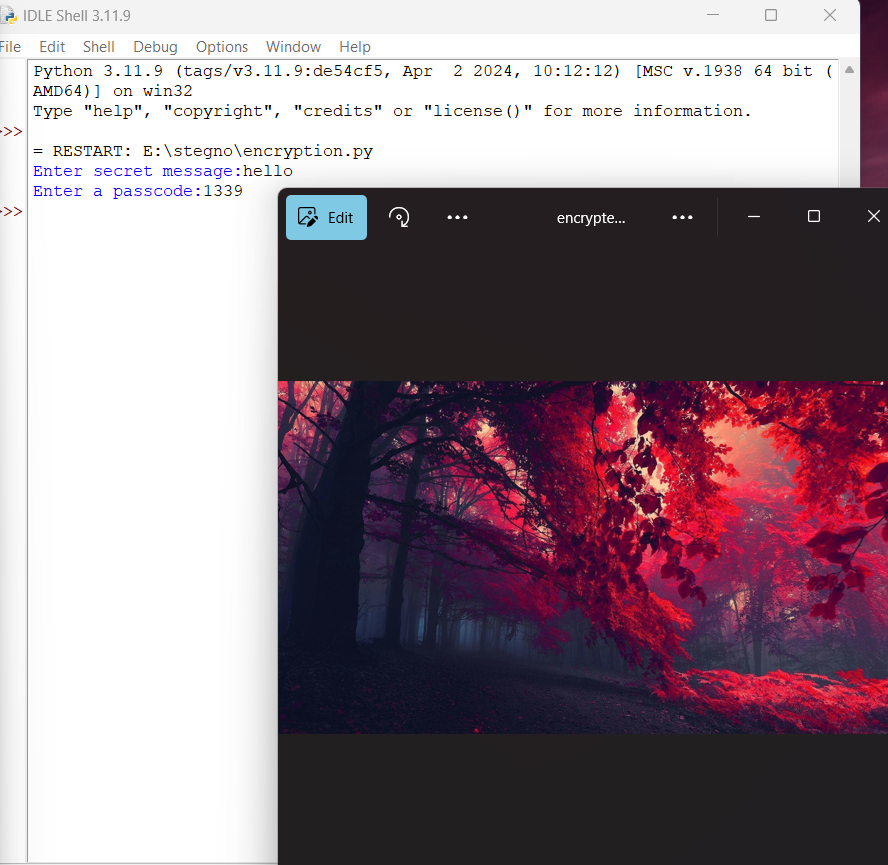 IDLE Shell 3.11.9
File Edit Shell Debug Options Window Help
Python 3.11.9 (tags/v3.11.9:de54cf5, Apr  2 2024, 10:12:12) [MSC v.1938 64 bit (
AMD64)] on win32
Type "help", "copyright", "credits" or "license()" for more information.
>>>
= RESTART: E:\stegno\encryption.py
Enter secret message:hello
Enter a passcode:1339
>>>
Edit encrypte...